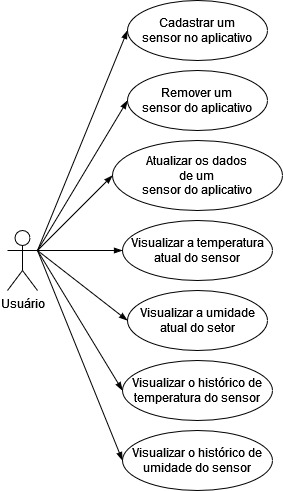 Cadastrar um
sensor no aplicativo
Remover um
sensor do aplicativo
Atualizar os dados
de um
sensor do aplicativo
Visualizar a temperatura
atual do sensor
Usuário
Visualizar a umidade
atual do setor
Visualizar o histórico de
temperatura do sensor
Visualizar o histórico de
umidade do sensor